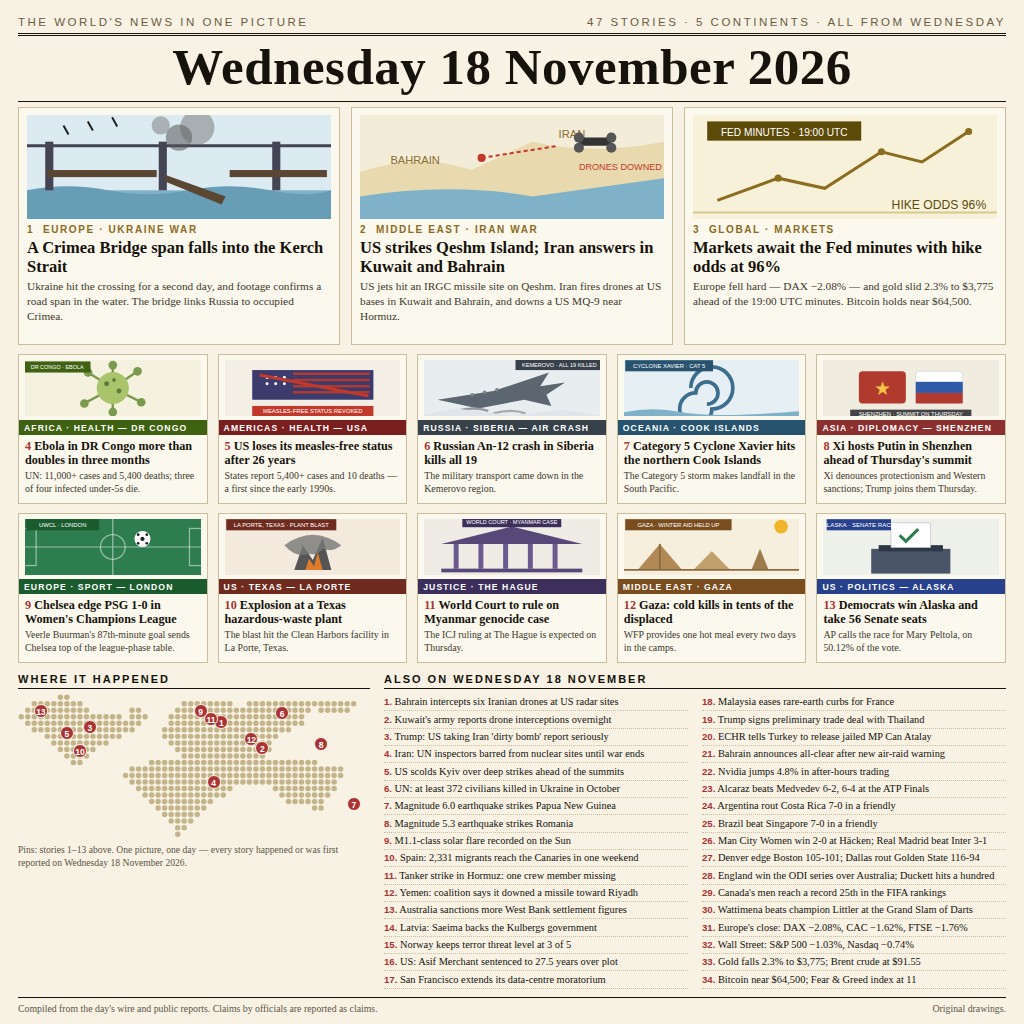 THE WORLD'S NEWS IN ONE PICTURE
47 STORIES · 5 CONTINENTS · ALL FROM WEDNESDAY
Wednesday 18 November 2026
BAHRAIN
IRAN
DRONES DOWNED
FED MINUTES · 19:00 UTC
HIKE ODDS 96%
1 EUROPE · UKRAINE WAR
A Crimea Bridge span falls into the Kerch
Strait
Ukraine hit the crossing for a second day, and footage confirms a
road span in the water. The bridge links Russia to occupied
Crimea.
2 MIDDLE EAST · IRAN WAR
US strikes Qeshm Island; Iran answers in
Kuwait and Bahrain
US jets hit an IRGC missile site on Qeshm. Iran fires drones at US
bases in Kuwait and Bahrain, and downs a US MQ-9 near
Hormuz.
3 GLOBAL · MARKETS
Markets await the Fed minutes with hike
odds at 96%
Europe fell hard — DAX −2.08% — and gold slid 2.3% to $3,775
ahead of the 19:00 UTC minutes. Bitcoin holds near $64,500.
DR CONGO · EBOLA
AFRICA · HEALTH — DR CONGO
4 Ebola in DR Congo more than
doubles in three months
UN: 11,000+ cases and 5,400 deaths; three
of four infected under-5s die.
MEASLES-FREE STATUS REVOKED
AMERICAS · HEALTH — USA
5 US loses its measles-free status
after 26 years
States report 5,400+ cases and 10 deaths —
a first since the early 1990s.
KEMEROVO · ALL 19 KILLED
RUSSIA · SIBERIA — AIR CRASH
6 Russian An-12 crash in Siberia
kills all 19
The military transport came down in the
Kemerovo region.
CYCLONE XAVIER · CAT 5
OCEANIA · COOK ISLANDS
7 Category 5 Cyclone Xavier hits
the northern Cook Islands
The Category 5 storm makes landfall in the
South Pacific.
SHENZHEN · SUMMIT ON THURSDAY
ASIA · DIPLOMACY — SHENZHEN
8 Xi hosts Putin in Shenzhen
ahead of Thursday's summit
Xi denounces protectionism and Western
sanctions; Trump joins them Thursday.
UWCL · LONDON
EUROPE · SPORT — LONDON
9 Chelsea edge PSG 1-0 in
Women's Champions League
Veerle Buurman's 87th-minute goal sends
Chelsea top of the league-phase table.
LA PORTE, TEXAS · PLANT BLAST
US · TEXAS — LA PORTE
10 Explosion at a Texas
hazardous-waste plant
The blast hit the Clean Harbors facility in
La Porte, Texas.
WORLD COURT · MYANMAR CASE
JUSTICE · THE HAGUE
11 World Court to rule on
Myanmar genocide case
The ICJ ruling at The Hague is expected on
Thursday.
GAZA · WINTER AID HELD UP
MIDDLE EAST · GAZA
12 Gaza: cold kills in tents of the
displaced
WFP provides one hot meal every two days
in the camps.
LASKA · SENATE RAC
US · POLITICS — ALASKA
13 Democrats win Alaska and
take 56 Senate seats
AP calls the race for Mary Peltola, on
50.12% of the vote.
WHERE IT HAPPENED
13
3
5
10
9
11
1
6
12
2
8
4
7
Pins: stories 1–13 above. One picture, one day — every story happened or was first
reported on Wednesday 18 November 2026.
ALSO ON WEDNESDAY 18 NOVEMBER
1. Bahrain intercepts six Iranian drones at US radar sites
2. Kuwait's army reports drone interceptions overnight
3. Trump: US taking Iran 'dirty bomb' report seriously
4. Iran: UN inspectors barred from nuclear sites until war ends
5. US scolds Kyiv over deep strikes ahead of the summits
6. UN: at least 372 civilians killed in Ukraine in October
7. Magnitude 6.0 earthquake strikes Papua New Guinea
8. Magnitude 5.3 earthquake strikes Romania
9. M1.1-class solar flare recorded on the Sun
10. Spain: 2,331 migrants reach the Canaries in one weekend
11. Tanker strike in Hormuz: one crew member missing
12. Yemen: coalition says it downed a missile toward Riyadh
13. Australia sanctions more West Bank settlement figures
14. Latvia: Saeima backs the Kulbergs government
15. Norway keeps terror threat level at 3 of 5
16. US: Asif Merchant sentenced to 27.5 years over plot
17. San Francisco extends its data-centre moratorium
18. Malaysia eases rare-earth curbs for France
19. Trump signs preliminary trade deal with Thailand
20. ECHR tells Turkey to release jailed MP Can Atalay
21. Bahrain announces all-clear after new air-raid warning
22. Nvidia jumps 4.8% in after-hours trading
23. Alcaraz beats Medvedev 6-2, 6-4 at the ATP Finals
24. Argentina rout Costa Rica 7-0 in a friendly
25. Brazil beat Singapore 7-0 in a friendly
26. Man City Women win 2-0 at Häcken; Real Madrid beat Inter 3-1
27. Denver edge Boston 105-101; Dallas rout Golden State 116-94
28. England win the ODI series over Australia; Duckett hits a hundred
29. Canada's men reach a record 25th in the FIFA rankings
30. Wattimena beats champion Littler at the Grand Slam of Darts
31. Europe's close: DAX −2.08%, CAC −1.62%, FTSE −1.76%
32. Wall Street: S&P 500 −1.03%, Nasdaq −0.74%
33. Gold falls 2.3% to $3,775; Brent crude at $91.55
34. Bitcoin near $64,500; Fear & Greed index at 11
Compiled from the day's wire and public reports. Claims by officials are reported as claims.
Original drawings.